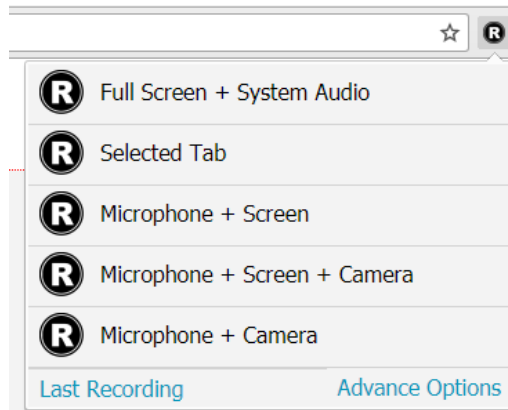 R
R Full Screen + System Audio
R Selected Tab
R Microphone + Screen
R Microphone + Screen + Camera
R Microphone + Camera
Last Recording Advance Options